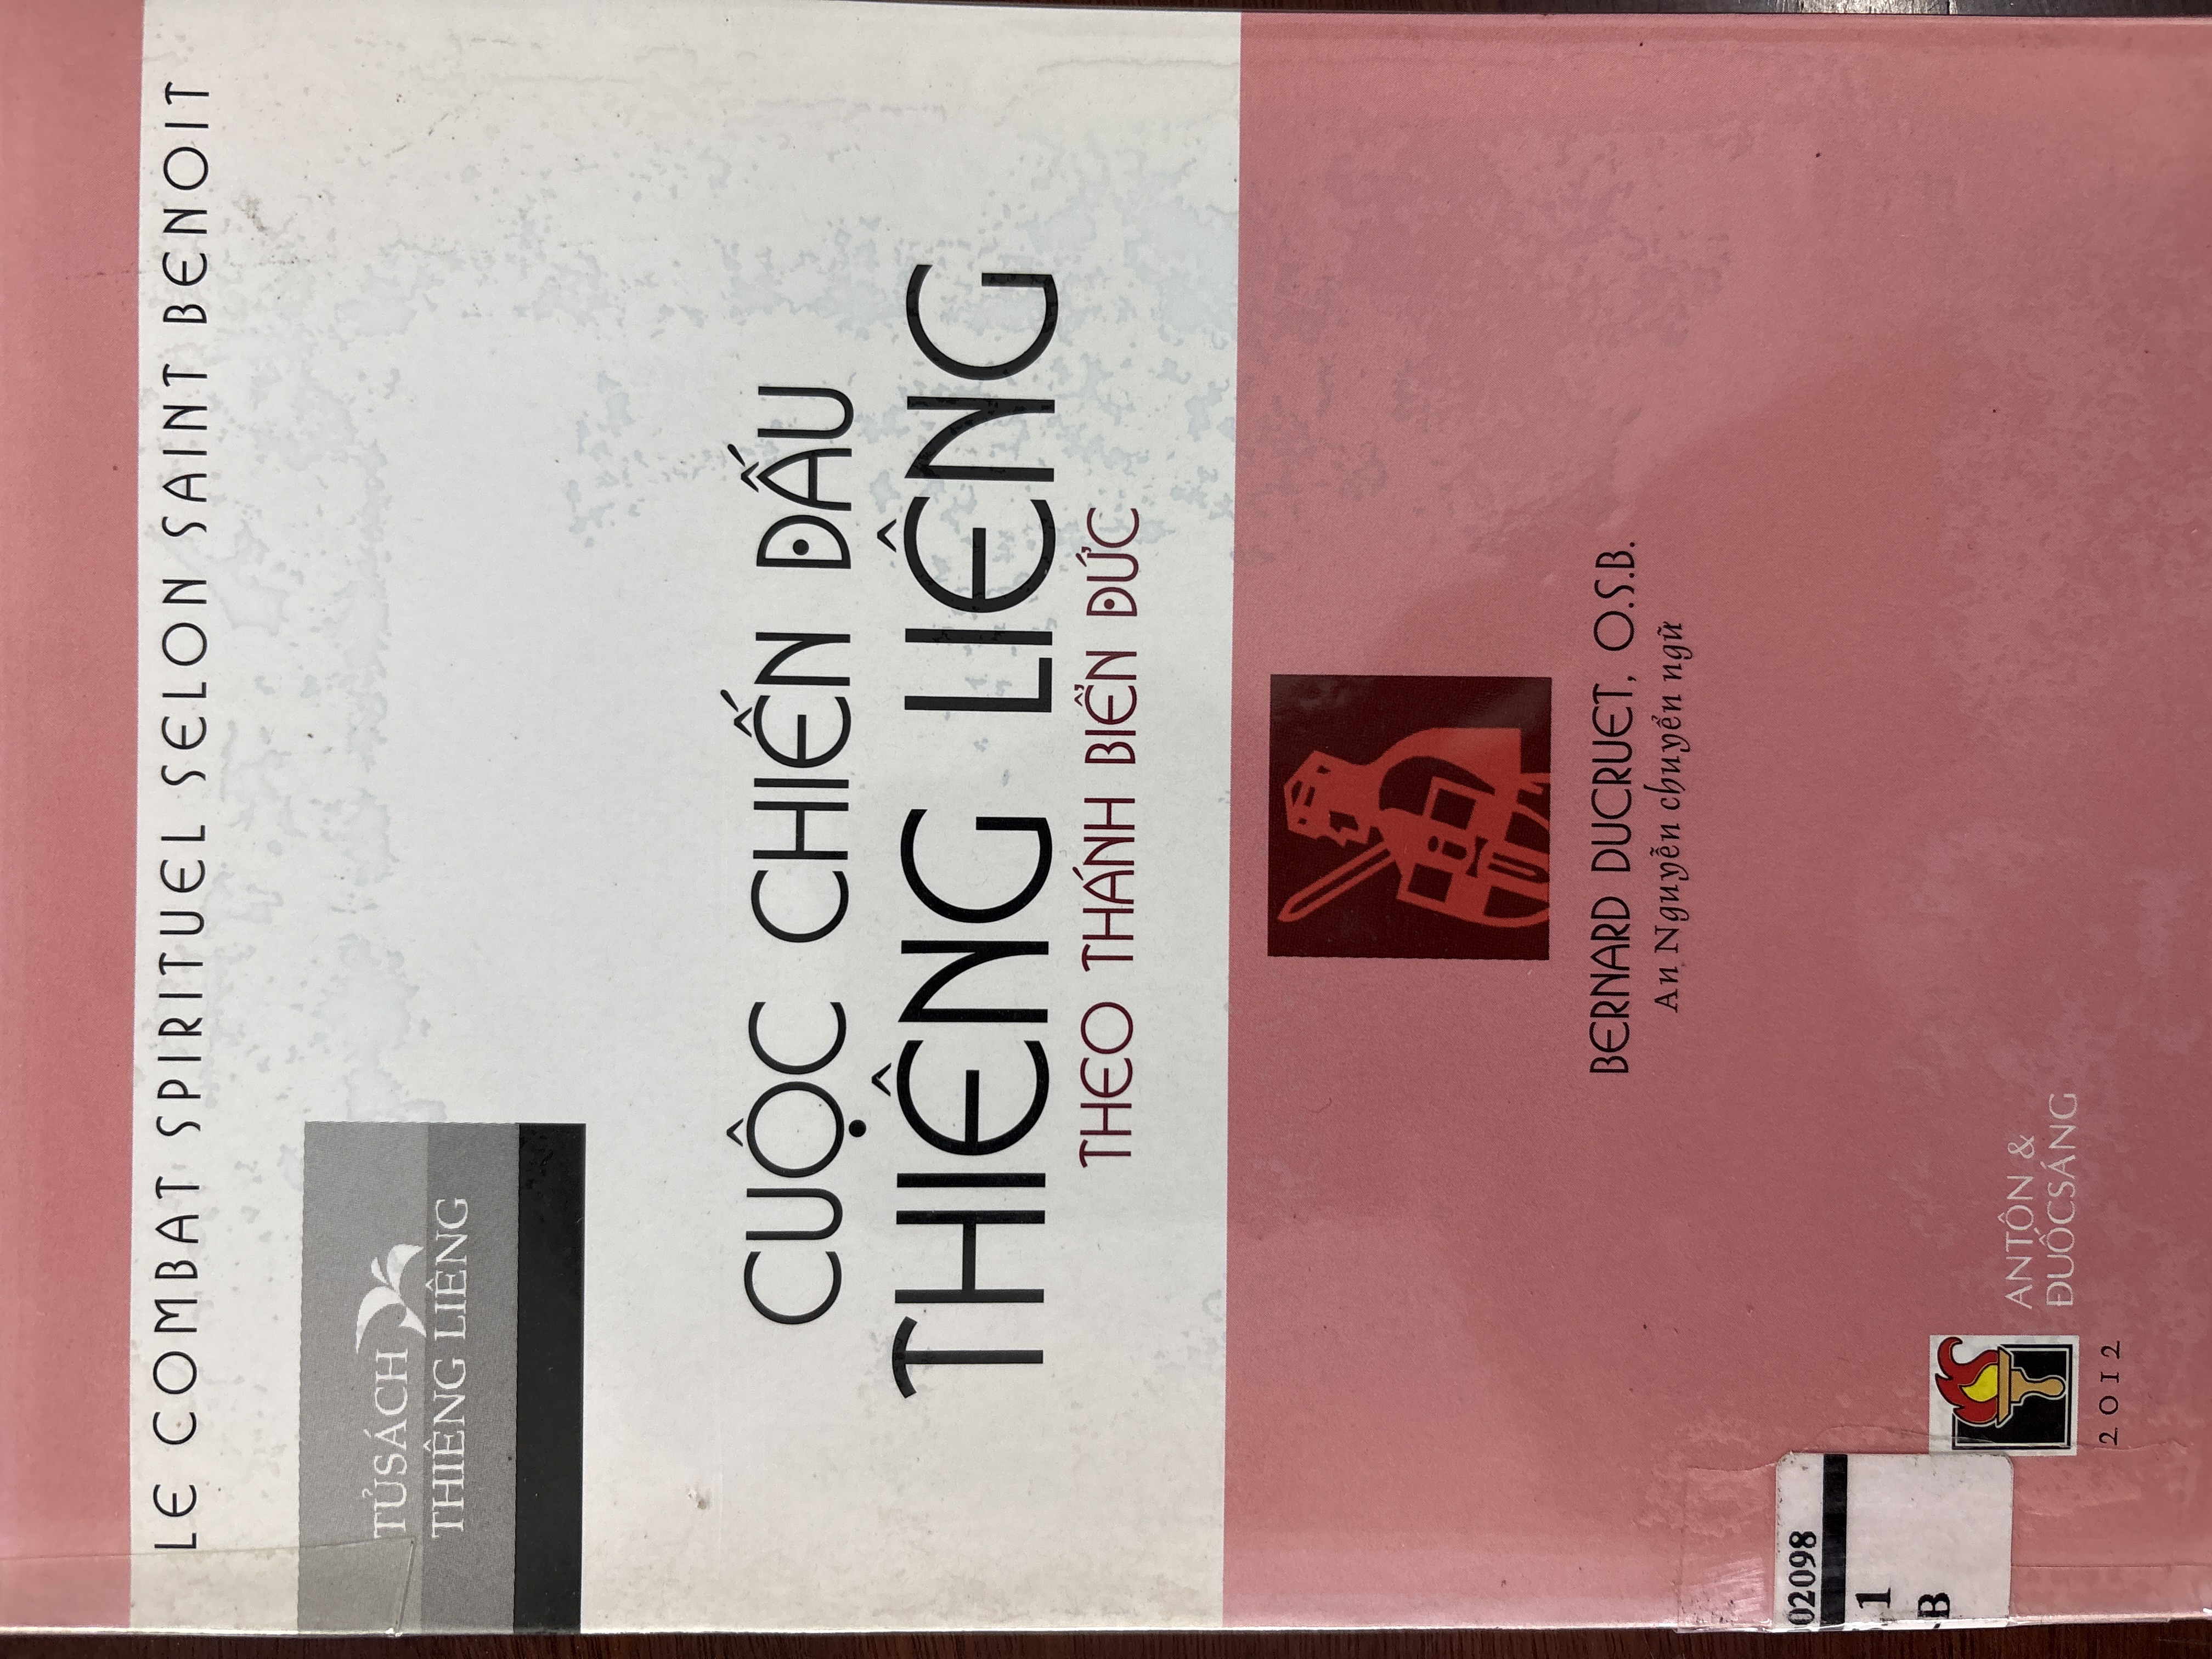 LE COMBAT SPIRITUEL SELON SAINT BENOIT
TỦSÁCH
THIÊNG LIÊNG
CUỘC CHIẾN ĐẤU
THIÊNG LIÊNG
THEO THÁNH BIỂN ĐỨC
BERNARD DUCRUET, O.S.B.
An Nguyễn chuyển ngữ
ANTÔN &
ĐUỐCSÁNG
2012
02098
1
-B